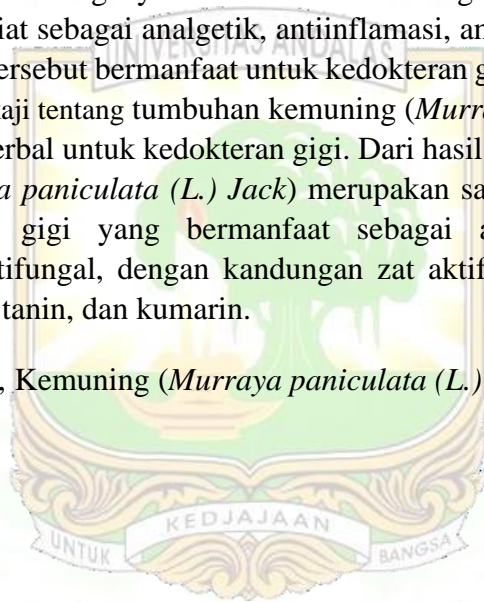 iat sebagai analgetik, antiinflamasi, an
UNIVERSITAS ANDALAS
ersebut bermanfaat untuk kedokteran g
kaji tentang tumbuhan kemuning (Murra
erbal untuk kedokteran gigi. Dari hasil
a paniculata (L.) Jack) merupakan sa
gigi yang bermanfaat sebagai a
tifungal, dengan kandungan zat aktif
tanin, dan kumarin.
, Kemuning (Murraya paniculata (L.)
UNTUK KEDJAJAAN BANGSA